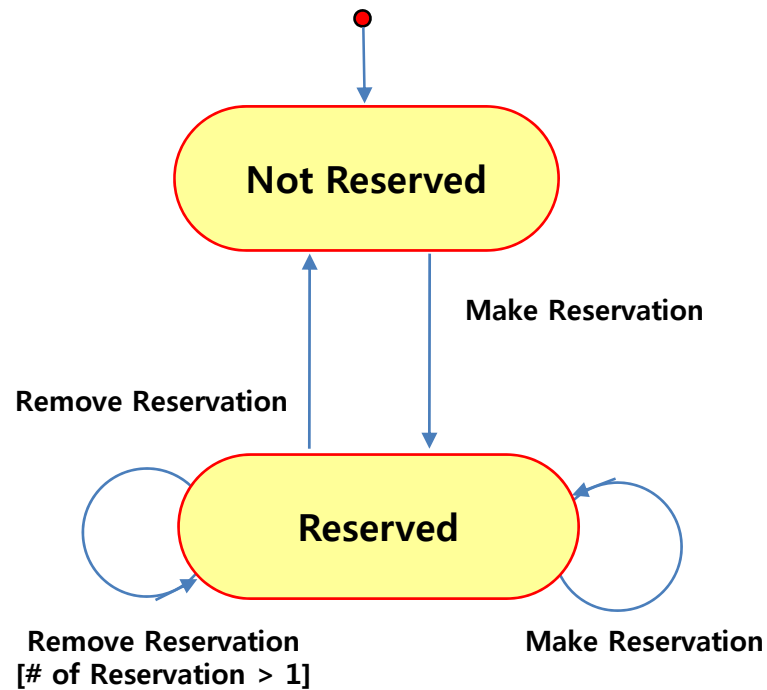 Not Reserved
Make Reservation
Remove Reservation
Reserved
Remove Reservation
[# of Reservation > 1]
Make Reservation